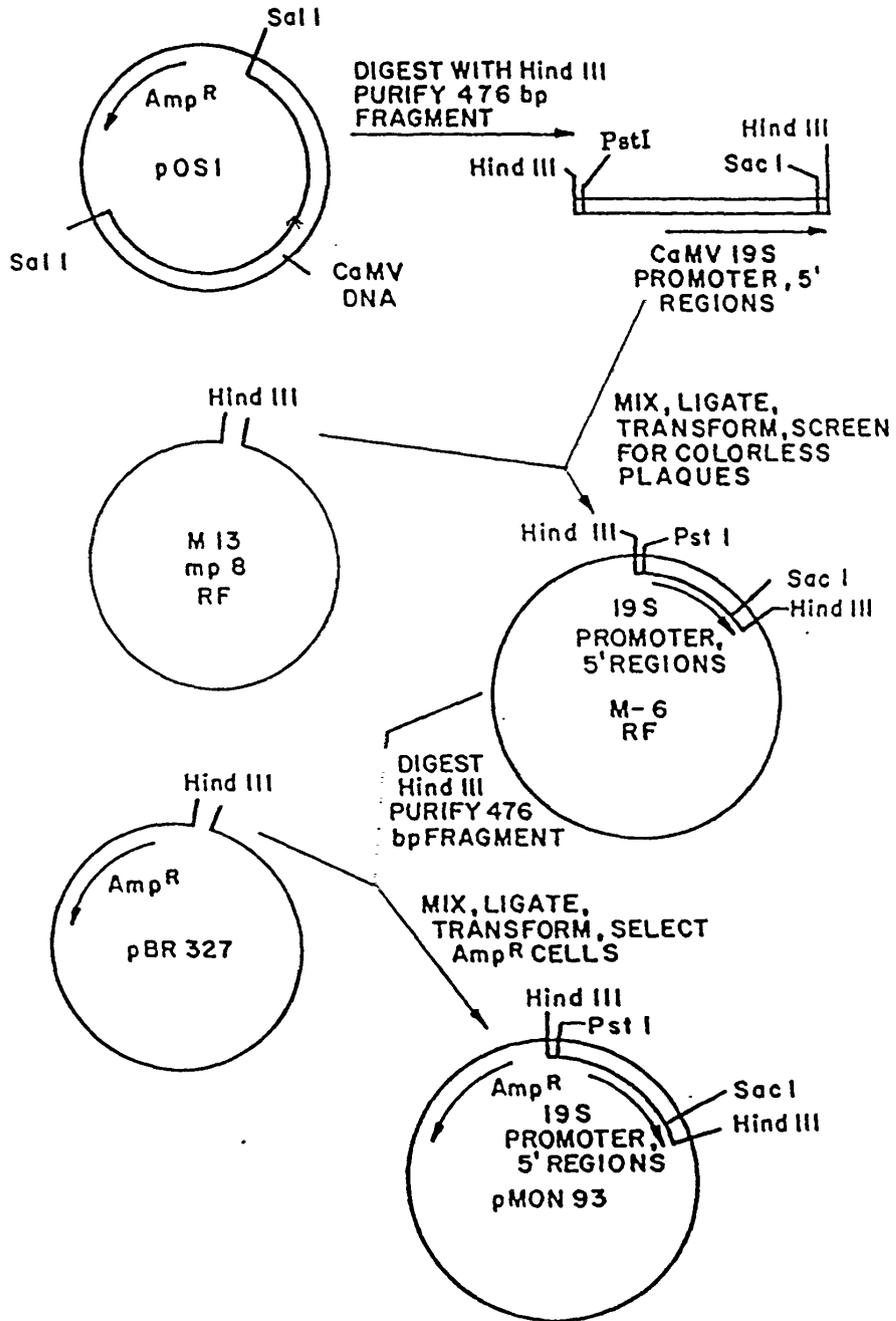 Sal I
Amp R
pOS1
Sal I
CaMV
DNA
DIGEST WITH Hind III
PURIFY 476 bp
FRAGMENT
PstI
Hind III
Hind III
Sac I
CaMV 19S
PROMOTER, 5'
REGIONS
Hind III
M 13
mp 8
RF
MIX, LIGATE,
TRANSFORM, SCREEN
FOR COLORLESS
PLAQUES
Hind III
Pst I
Sac I
Hind III
19 S
PROMOTER,
5' REGIONS
M-6
RF
DIGEST
Hind III
PURIFY 476
bp FRAGMENT
Hind III
Amp R
pBR 327
MIX, LIGATE,
TRANSFORM, SELECT
Amp R CELLS
Hind III
Pst I
Amp R
19 S
PROMOTER,
5' REGIONS
Sac I
Hind III
pMON 93